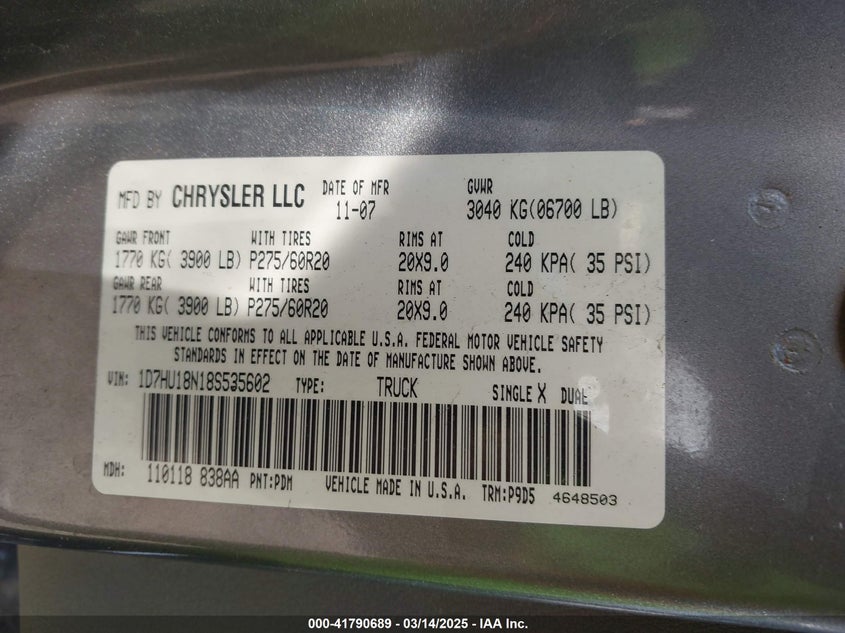 MFD BY CHRYSLER LLC DATE OF MFR 11-07 GVWR 3040 KG(06700 LB)
GAWR FRONT WITH TIRES RIMS AT COLD
1770 KG( 3900 LB) P275/60R20 20X9.0 240 KPA( 35 PSI)
GAWR REAR WITH TIRES RIMS AT COLD
1770 KG( 3900 LB) P275/60R20 20X9.0 240 KPA( 35 PSI)
THIS VEHICLE CONFORMS TO ALL APPLICABLE U.S.A. FEDERAL MOTOR VEHICLE SAFETY
STANDARDS IN EFFECT ON THE DATE OF MANUFACTURE SHOWN ABOVE.
VIN: 1D7HU18N18S535602 TYPE: TRUCK SINGLE X DUAL
MDH: 110118 838AA PNT:PDM VEHICLE MADE IN U.S.A. TRM:P9D5 4648503
000-41790689 - 03/14/2025 - IAA Inc.